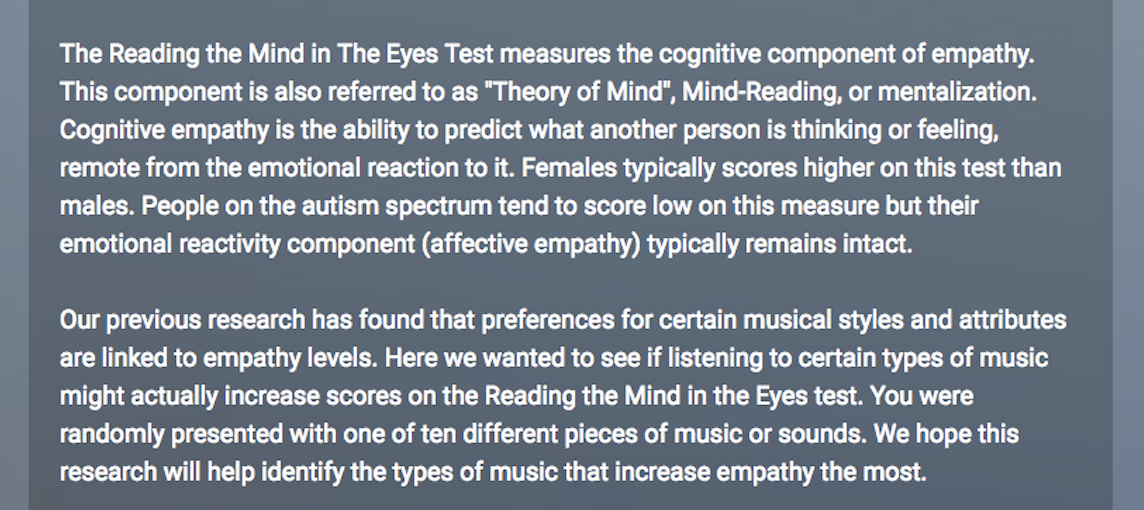 The Reading the Mind in The Eyes Test measures the cognitive component of empathy.
This component is also referred to as "Theory of Mind", Mind-Reading, or mentalization.
Cognitive empathy is the ability to predict what another person is thinking or feeling,
remote from the emotional reaction to it. Females typically scores higher on this test than
males. People on the autism spectrum tend to score low on this measure but their
emotional reactivity component (affective empathy) typically remains intact.
Our previous research has found that preferences for certain musical styles and attributes
are linked to empathy levels. Here we wanted to see if listening to certain types of music
might actually increase scores on the Reading the Mind in the Eyes test. You were
randomly presented with one of ten different pieces of music or sounds. We hope this
research will help identify the types of music that increase empathy the most.